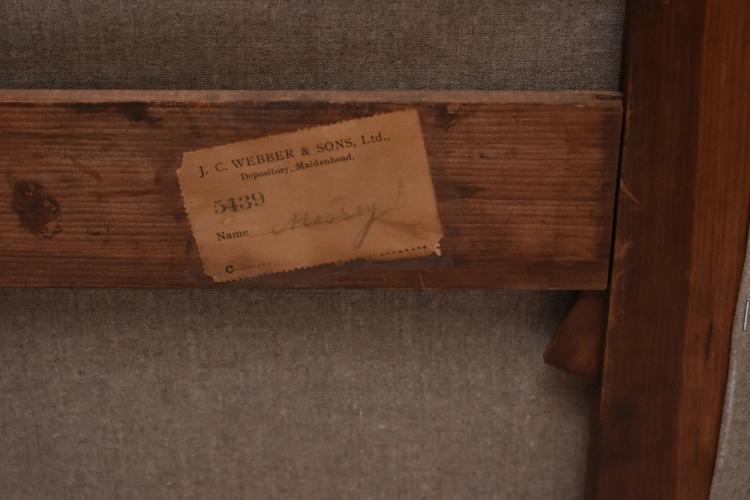 J. C. WEBBER & SONS, Ltd.,
Depository, Maidenhead.
5439
Name Massey
C